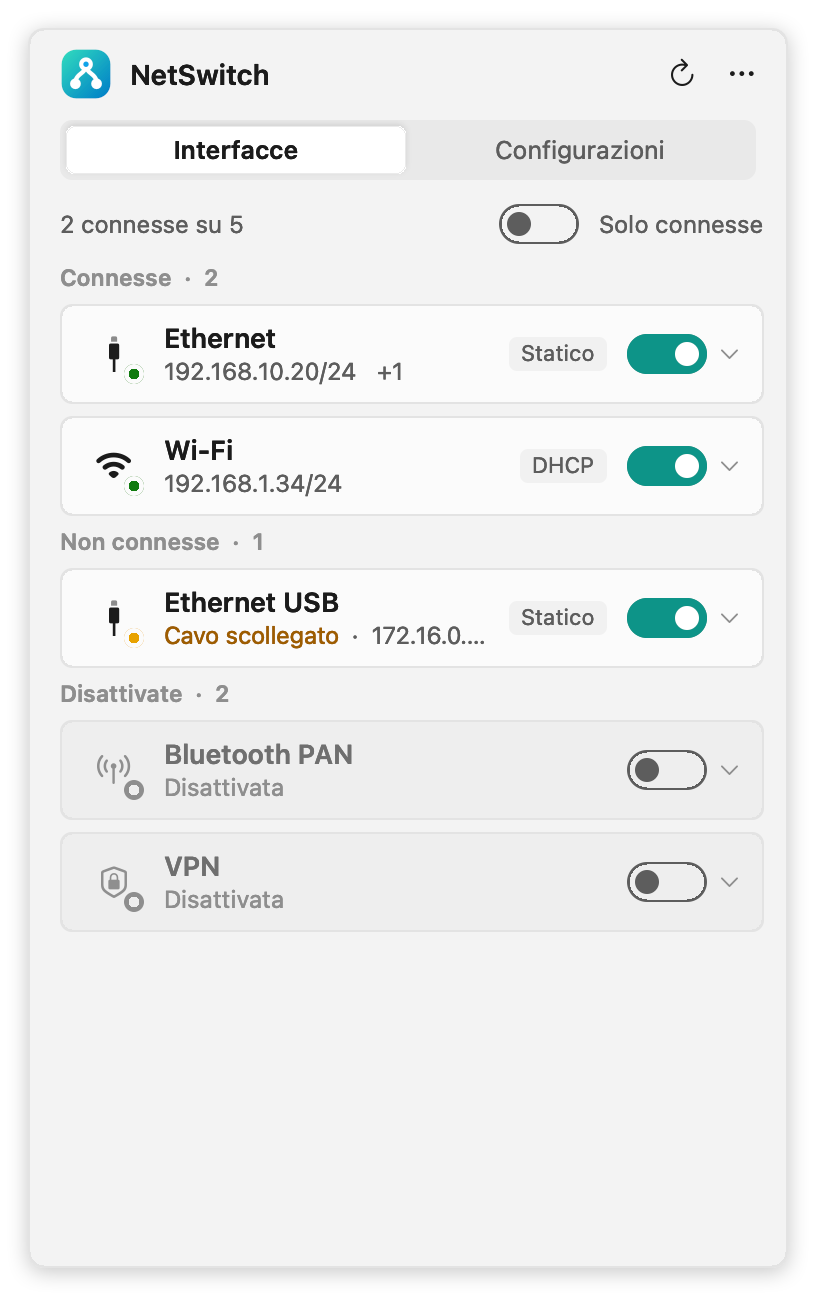 NetSwitch
Interfacce
Configurazioni
2 connesse su 5
Solo connesse
Connesse · 2
Ethernet
192.168.10.20/24 +1
Statico
Wi-Fi
192.168.1.34/24
DHCP
Non connesse · 1
Ethernet USB
Cavo scollegato · 172.16.0....
Statico
Disattivate · 2
Bluetooth PAN
Disattivata
VPN
Disattivata